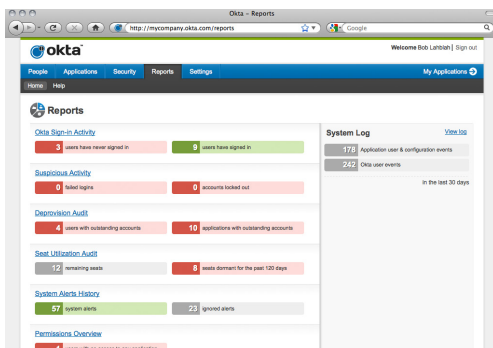 Okta – Reports
http://mycompany.okta.com/reports
Google
okta
Welcome Bob Lahblah | Sign out
People Applications Security Reports Settings My Applications
Home Help
Reports
Okta Sign-in Activity
3 users have never signed in
9 users have signed in
Suspicious Activity
0 failed logins
0 accounts locked out
Deprovision Audit
4 users with outstanding accounts
10 applications with outstanding accounts
Seat Utilization Audit
12 remaining seats
8 seats dormant for the past 120 days
System Alerts History
57 system alerts
23 ignored alerts
Permissions Overview
System Log View log
178 Application user & configuration events
242 Okta user events
in the last 30 days